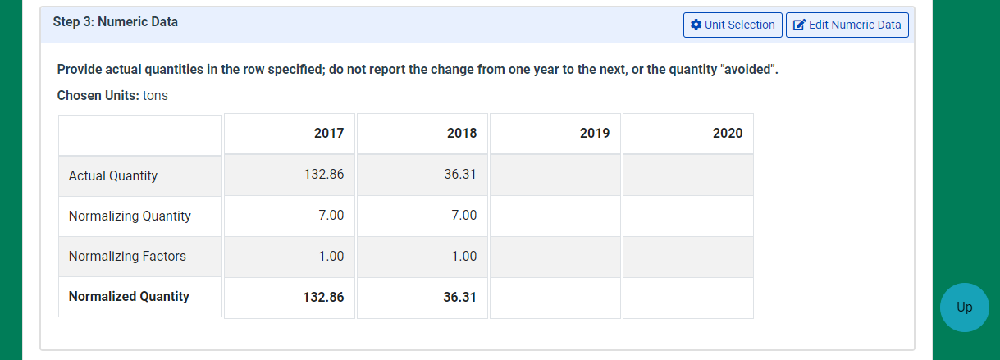 Step 3: Numeric Data
Unit Selection
Edit Numeric Data
Provide actual quantities in the row specified; do not report the change from one year to the next, or the quantity "avoided".
Chosen Units: tons
2017 2018 2019 2020
Actual Quantity 132.86 36.31
Normalizing Quantity 7.00 7.00
Normalizing Factors 1.00 1.00
Normalized Quantity 132.86 36.31
Up